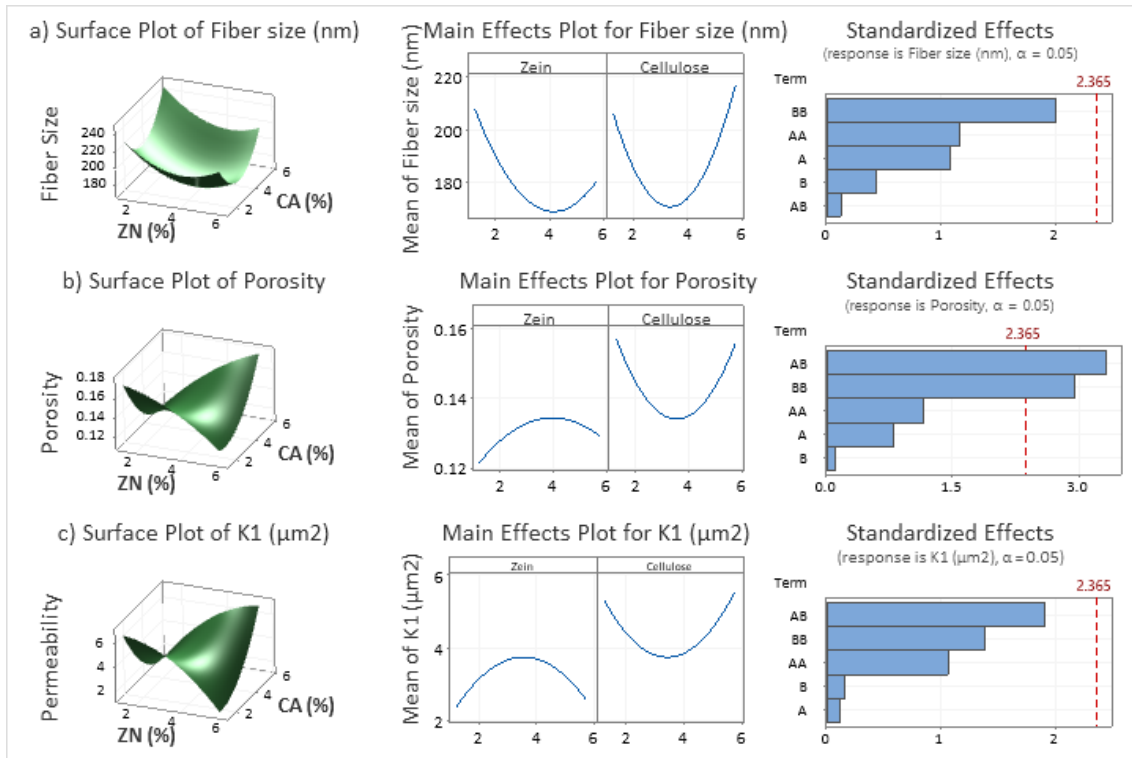 a) Surface Plot of Fiber size (nm)
Fiber Size
240
220
200
180
2
4
6
ZN (%)
2
4
6
CA (%)
Main Effects Plot for Fiber size (nm)
Mean of Fiber size (nm)
Zein
Cellulose
220
200
180
2
4
6
2
4
6
Standardized Effects
(response is Fiber size (nm), α = 0.05)
Term
2.365
BB
AA
A
B
AB
0
1
2
b) Surface Plot of Porosity
Porosity
0.18
0.16
0.14
0.12
2
4
6
ZN (%)
2
4
6
CA (%)
Main Effects Plot for Porosity
Mean of Porosity
Zein
Cellulose
0.16
0.14
0.12
2
4
6
2
4
6
Standardized Effects
(response is Porosity, α = 0.05)
Term
2.365
AB
BB
AA
A
B
0.0
1.5
3.0
c) Surface Plot of K1 (μm2)
Permeability
6
4
2
2
4
6
ZN (%)
2
4
6
CA (%)
Main Effects Plot for K1 (μm2)
Mean of K1 (μm2)
Zein
Cellulose
6
4
2
2
4
6
2
4
6
Standardized Effects
(response is K1 (μm2), α=0.05)
Term
2.365
AB
BB
AA
B
A
0
1
2